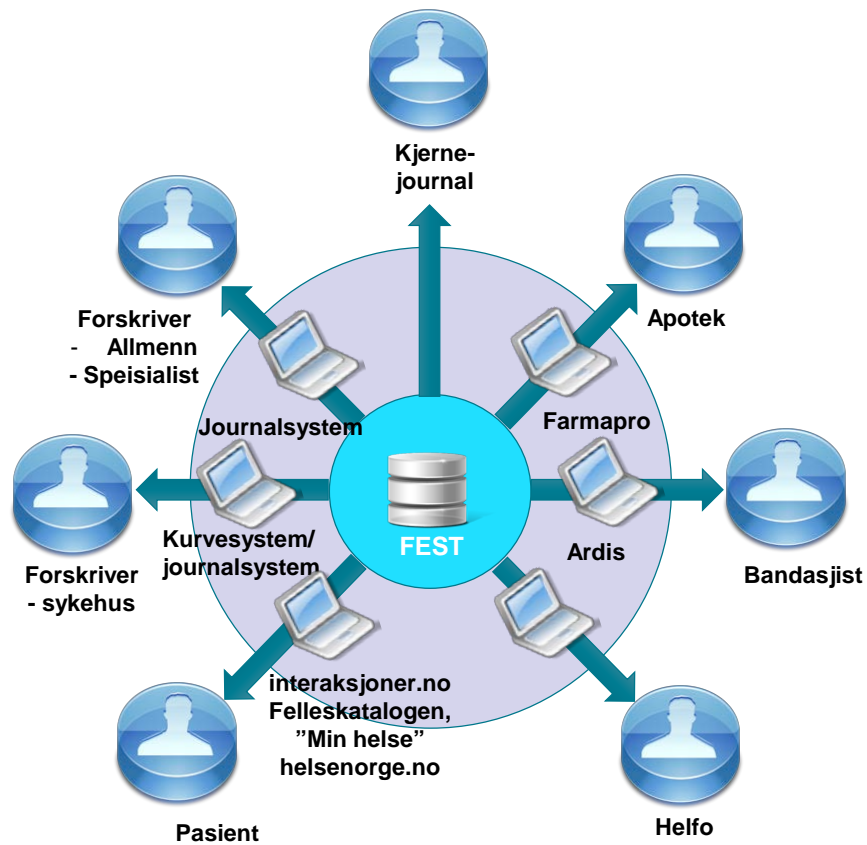 Kjerne-
journal
Forskriver
- Allmenn
- Speisialist
Apotek
Journalsystem
Farmapro
Kurvesystem/
journalsystem
FEST
Ardis
Forskriver
- sykehus
Bandasjist
interaksjoner.no
Felleskatalogen,
”Min helse”
helsenorge.no
Pasient
Helfo